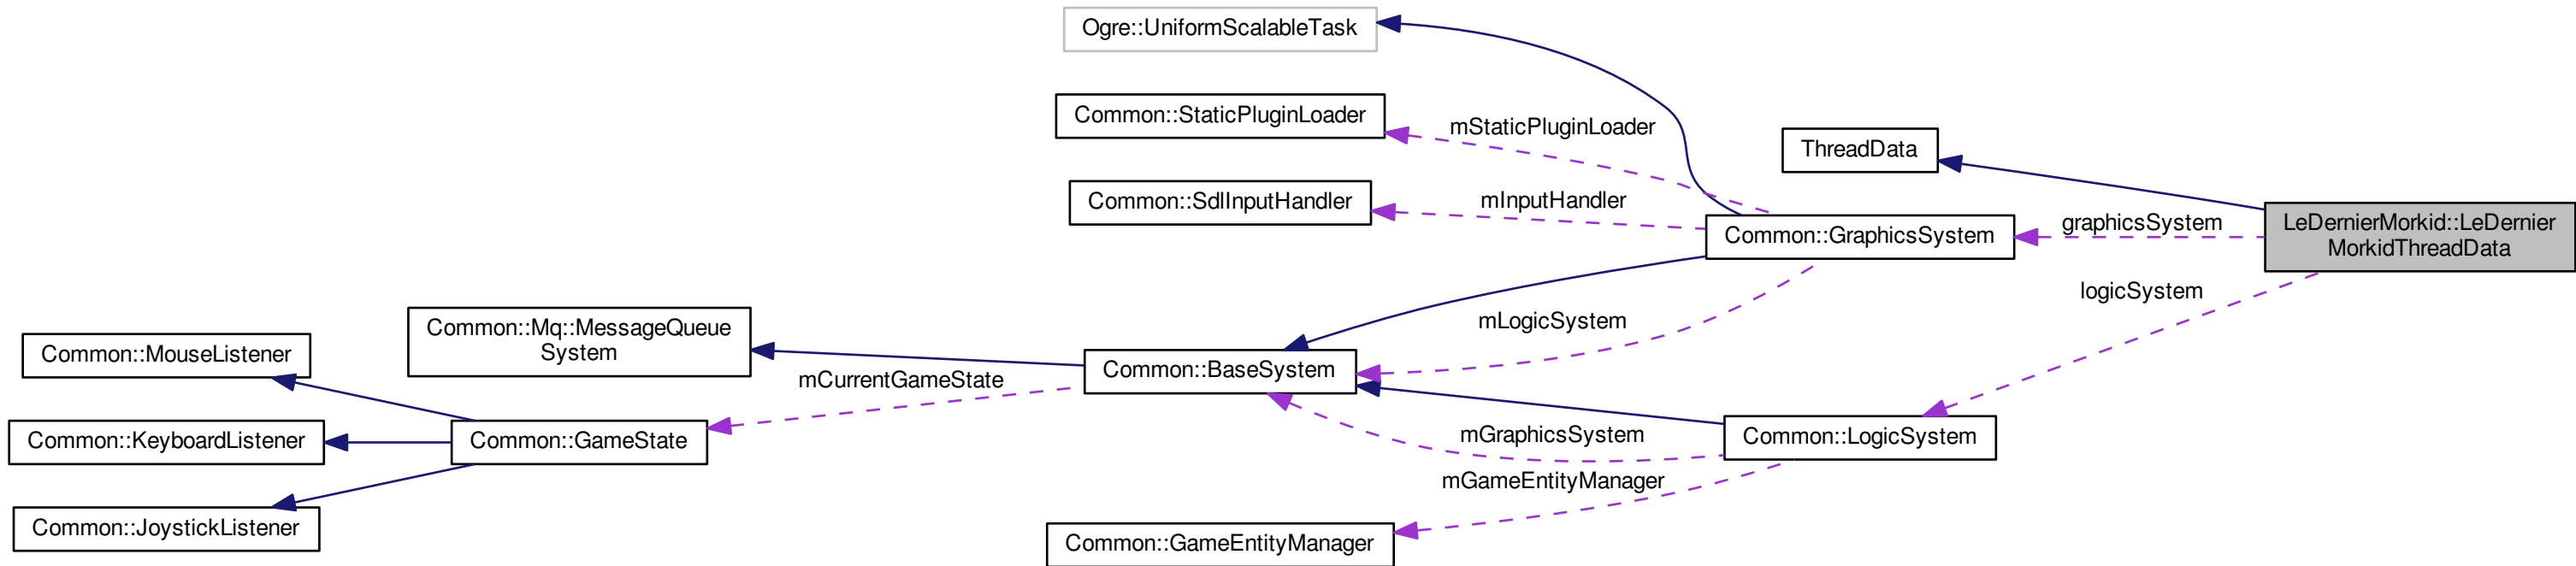 Ogre::UniformScalableTask
Common::StaticPluginLoader
mStaticPluginLoader
ThreadData
Common::SdlInputHandler
mInputHandler
Common::GraphicsSystem
graphicsSystem
LeDernierMorkid::LeDernier
MorkidThreadData
logicSystem
Common::Mq::MessageQueue
System
mLogicSystem
Common::MouseListener
mCurrentGameState
Common::BaseSystem
Common::KeyboardListener
Common::GameState
mGraphicsSystem
Common::LogicSystem
mGameEntityManager
Common::JoystickListener
Common::GameEntityManager